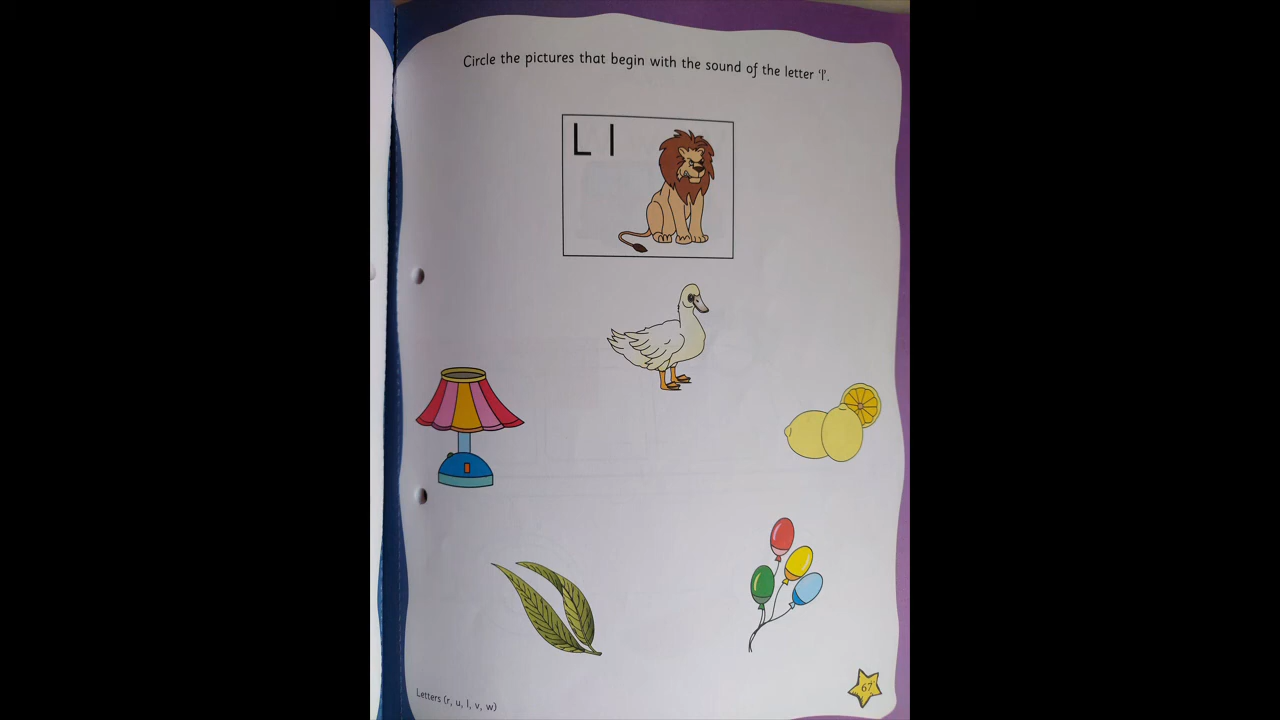 Circle the pictures that begin with the sound of the letter 'l'.
L l
Letters (r, u, l, v, w)
67